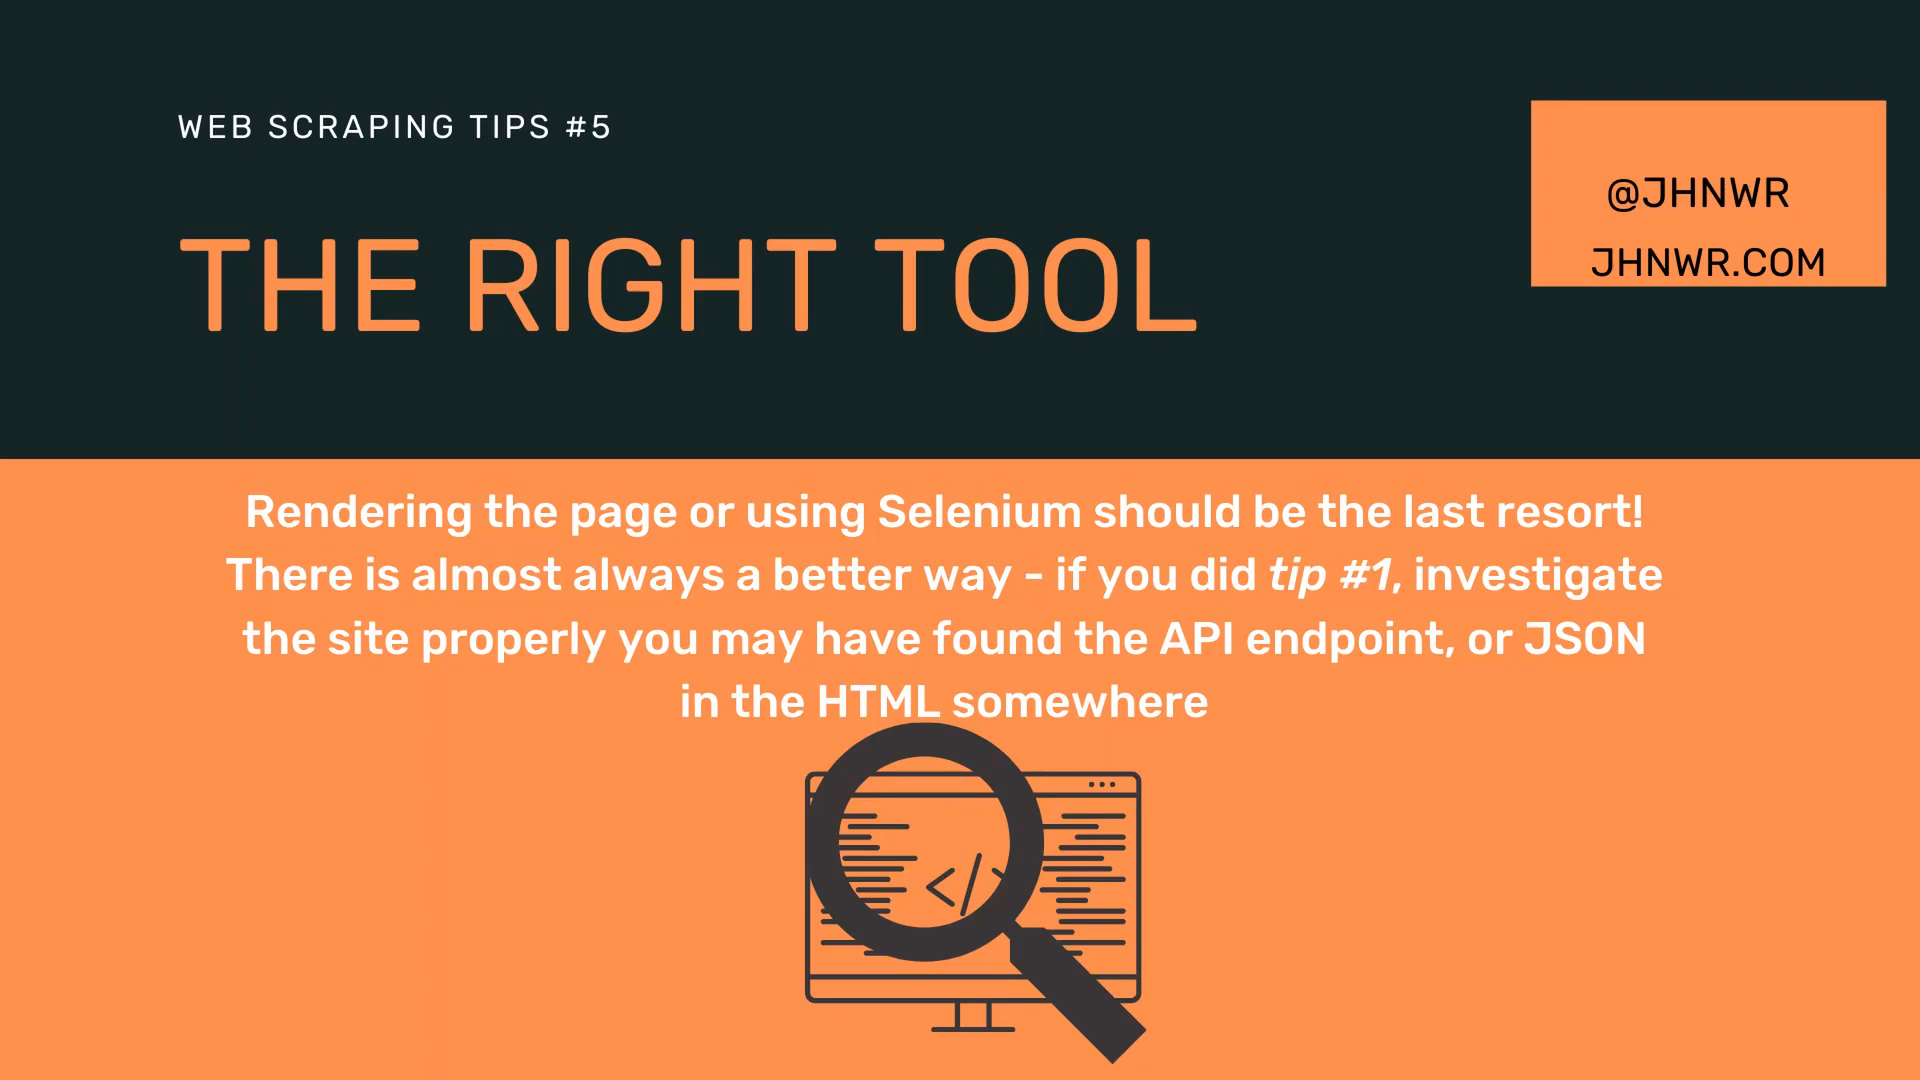 WEB SCRAPING TIPS #5
@JHNWR
JHNWR.COM
THE RIGHT TOOL
Rendering the page or using Selenium should be the last resort!
There is almost always a better way - if you did tip #1, investigate
the site properly you may have found the API endpoint, or JSON
in the HTML somewhere